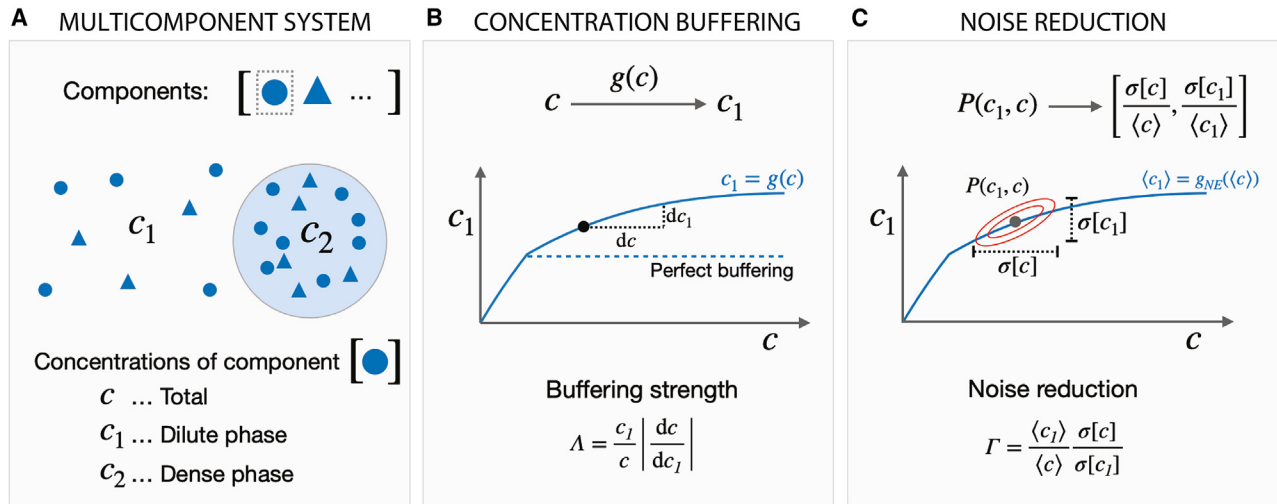 A MULTICOMPONENT SYSTEM
Components: [ ... ]
c₁
c₂
Concentrations of component [ ]
c ... Total
c₁ ... Dilute phase
c₂ ... Dense phase
B CONCENTRATION BUFFERING
g(c)
c → c₁
c₁ = g(c)
c₁
dc₁
dc
Perfect buffering
c
Buffering strength
Λ = c₁/c |dc/dc₁|
C NOISE REDUCTION
P(c₁, c) → [σ[c]/⟨c⟩, σ[c₁]/⟨c₁⟩]
⟨c₁⟩ = g_NE(⟨c⟩)
P(c₁, c)
c₁
σ[c₁]
σ[c]
c
Noise reduction
Γ = ⟨c₁⟩/⟨c⟩ σ[c]/σ[c₁]